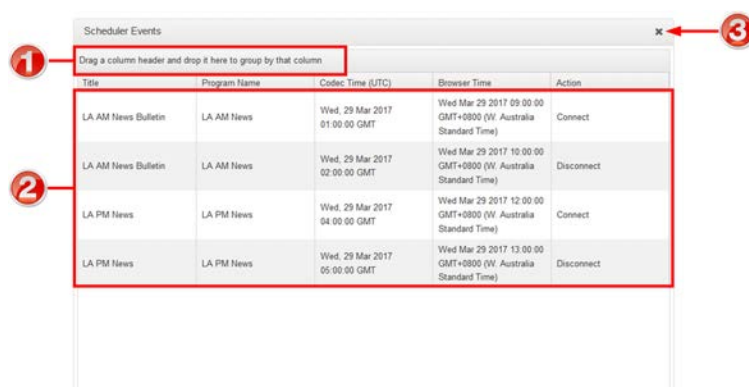 Scheduler Events
3
1
Drag a column header and drop it here to group by that column
Title Program Name Codec Time (UTC) Browser Time Action
2
LA AM News Bulletin LA AM News Wed, 29 Mar 2017 01:00:00 GMT Wed Mar 29 2017 09:00:00 GMT+0800 (W. Australia Standard Time) Connect
LA AM News Bulletin LA AM News Wed, 29 Mar 2017 02:00:00 GMT Wed Mar 29 2017 10:00:00 GMT+0800 (W. Australia Standard Time) Disconnect
LA PM News LA PM News Wed, 29 Mar 2017 04:00:00 GMT Wed Mar 29 2017 12:00:00 GMT+0800 (W. Australia Standard Time) Connect
LA PM News LA PM News Wed, 29 Mar 2017 05:00:00 GMT Wed Mar 29 2017 13:00:00 GMT+0800 (W. Australia Standard Time) Disconnect